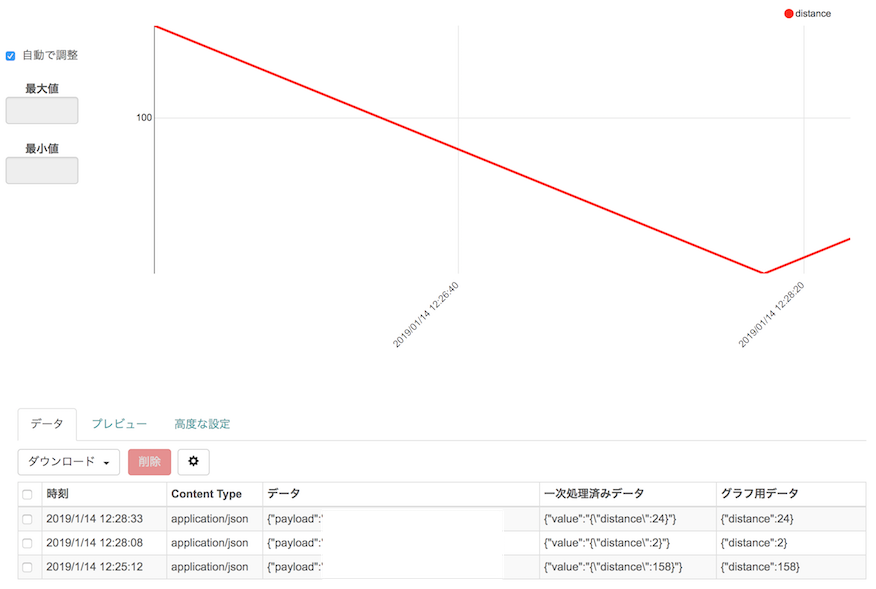 distance
自動で調整
最大値
100
最小値
2019/01/14 12:26:40
2019/01/14 12:28:20
データ プレビュー 高度な設定
ダウンロード 削除
時刻 Content Type データ 一次処理済みデータ グラフ用データ
2019/1/14 12:28:33 application/json {"payload":' {"value":"{\"distance\":24}"} {"distance":24}
2019/1/14 12:28:08 application/json {"payload":' {"value":"{\"distance\":2}"} {"distance":2}
2019/1/14 12:25:12 application/json {"payload":' {"value":"{\"distance\":158}"} {"distance":158}